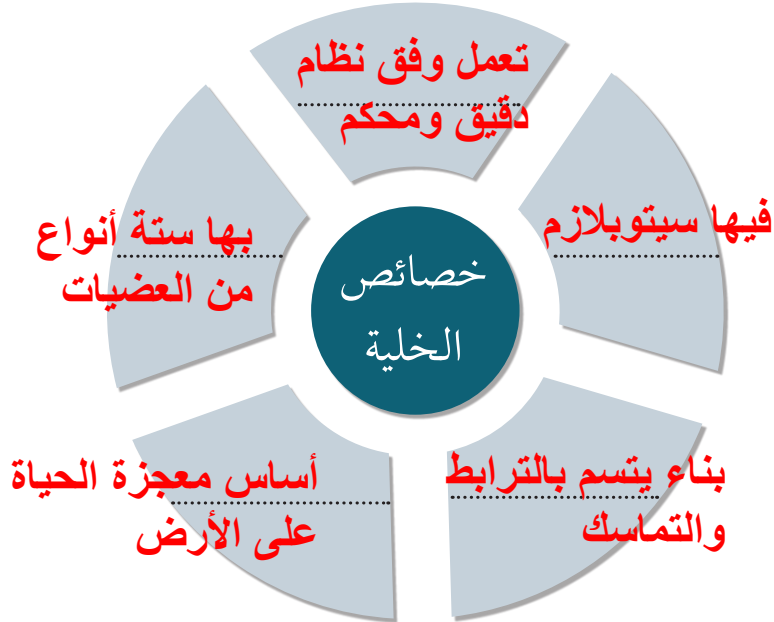 تعمل وفق نظام
دقيق ومحكم
فيها سيتوبلازم
بها ستة أنواع
من العضيات
خصائص
الخلية
بناء يتسم بالترابط
والتماسك
أساس معجزة الحياة
على الأرض